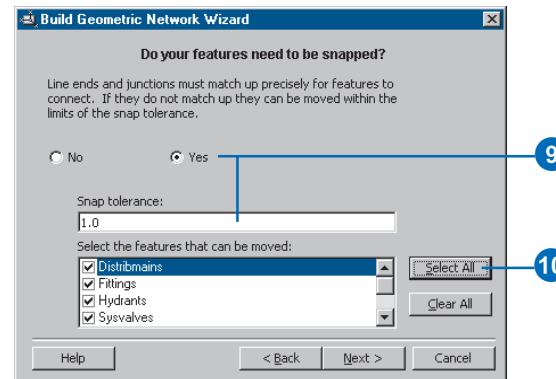 Build Geometric Network Wizard
Do your features need to be snapped?
Line ends and junctions must match up precisely for features to
connect. If they do not match up they can be moved within the
limits of the snap tolerance.
No
Yes
9
Snap tolerance:
1.0
Select the features that can be moved:
Distribmains
Fittings
Hydrants
Sysvalves
Select All
10
Clear All
Help
< Back
Next >
Cancel